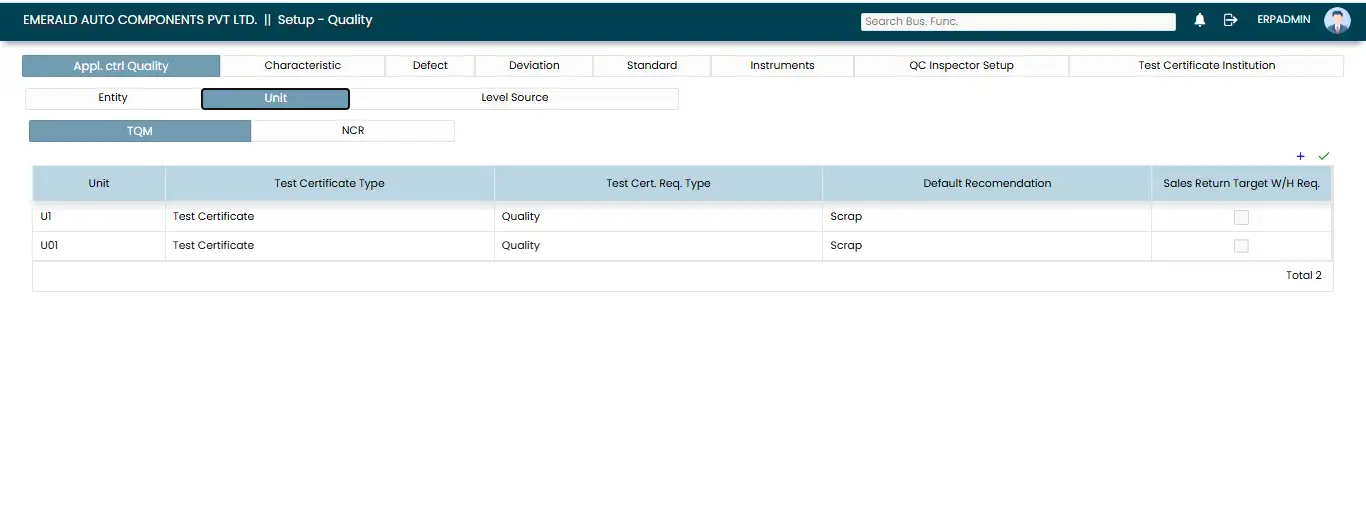 EMERALD AUTO COMPONENTS PVT LTD. || Setup - Quality Search Bus. Func. ERPADMIN
Appl. ctrl Quality Characteristic Defect Deviation Standard Instruments QC Inspector Setup Test Certificate Institution
Entity Unit Level Source
TQM NCR
Unit Test Certificate Type Test Cert. Req. Type Default Recomendation Sales Return Target W/H Req.
U1 Test Certificate Quality Scrap
U01 Test Certificate Quality Scrap
Total 2